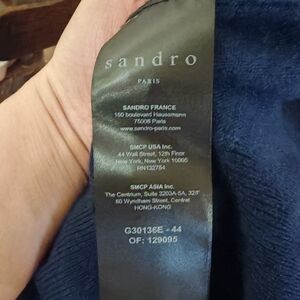 sandro
PARIS
SANDRO FRANCE
150 boulevard Haussmann
75008 Paris
www.sandro-paris.com
SMCP USA Inc.
44 Wall Street, 12th Floor
New York, New York 10005
RN132754
SMCP ASIA Inc.
The Centrium, Suite 3203A-5A, 32/F
60 Wyndham Street, Central
HONG-KONG
G30136E - 44
OF: 129095